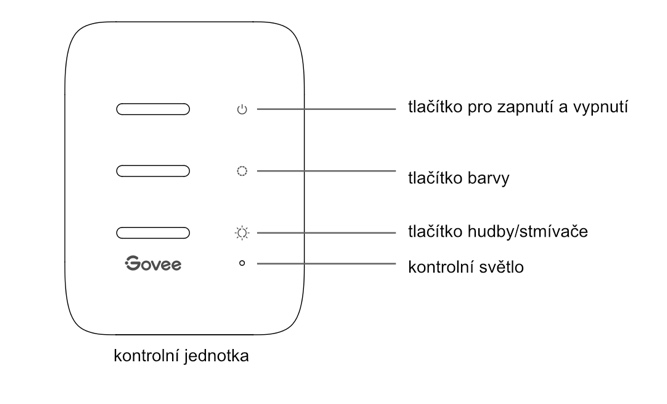 tlačítko pro zapnutí a vypnutí
tlačítko barvy
tlačítko hudby/stmívače
Govee
kontrolní světlo
kontrolní jednotka